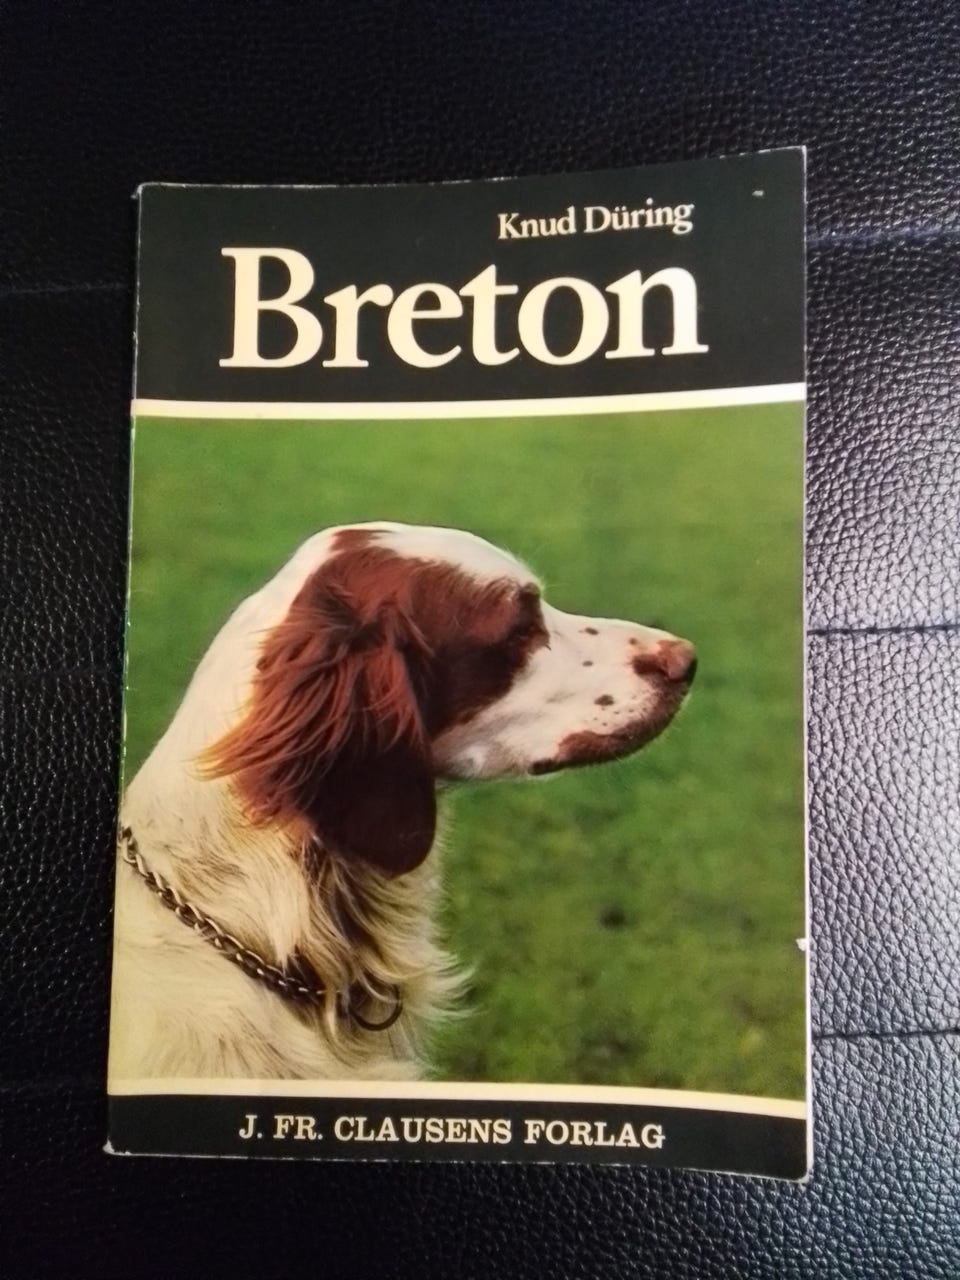 Knud Düring
Breton
J. FR. CLAUSENS FORLAG